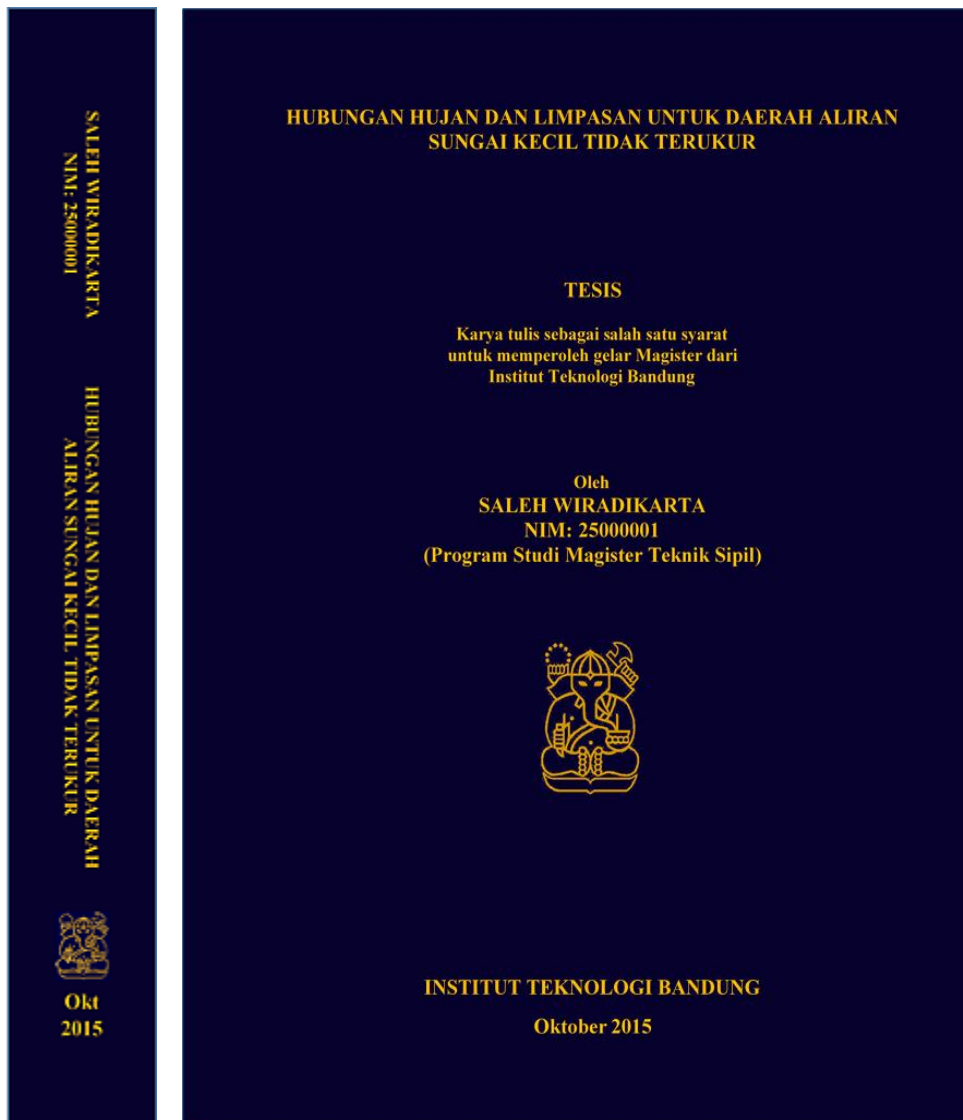 SALEH WIRADIKARTA
NIM: 25000001
HUBUNGAN HUJAN DAN LIMPASAN UNTUK DAERAH
ALIRAN SUNGAI KECIL TIDAK TERUKUR
Okt
2015
HUBUNGAN HUJAN DAN LIMPASAN UNTUK DAERAH ALIRAN
SUNGAI KECIL TIDAK TERUKUR
TESIS
Karya tulis sebagai salah satu syarat
untuk memperoleh gelar Magister dari
Institut Teknologi Bandung
Oleh
SALEH WIRADIKARTA
NIM: 25000001
(Program Studi Magister Teknik Sipil)
INSTITUT TEKNOLOGI BANDUNG
Oktober 2015